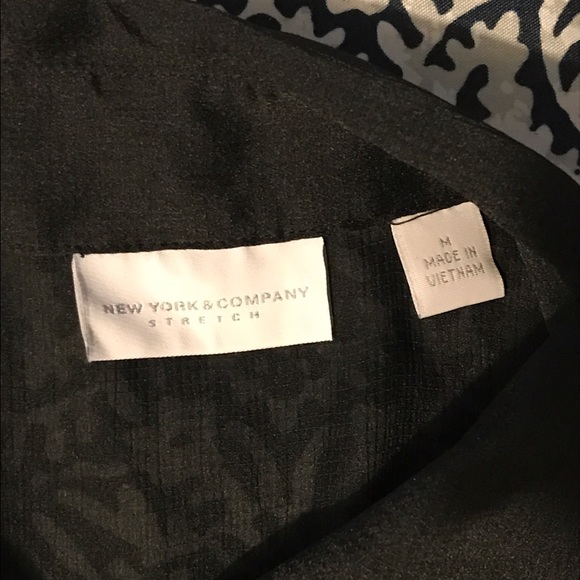 NEW YORK & COMPANY
STRETCH
M
MADE IN
VIETNAM